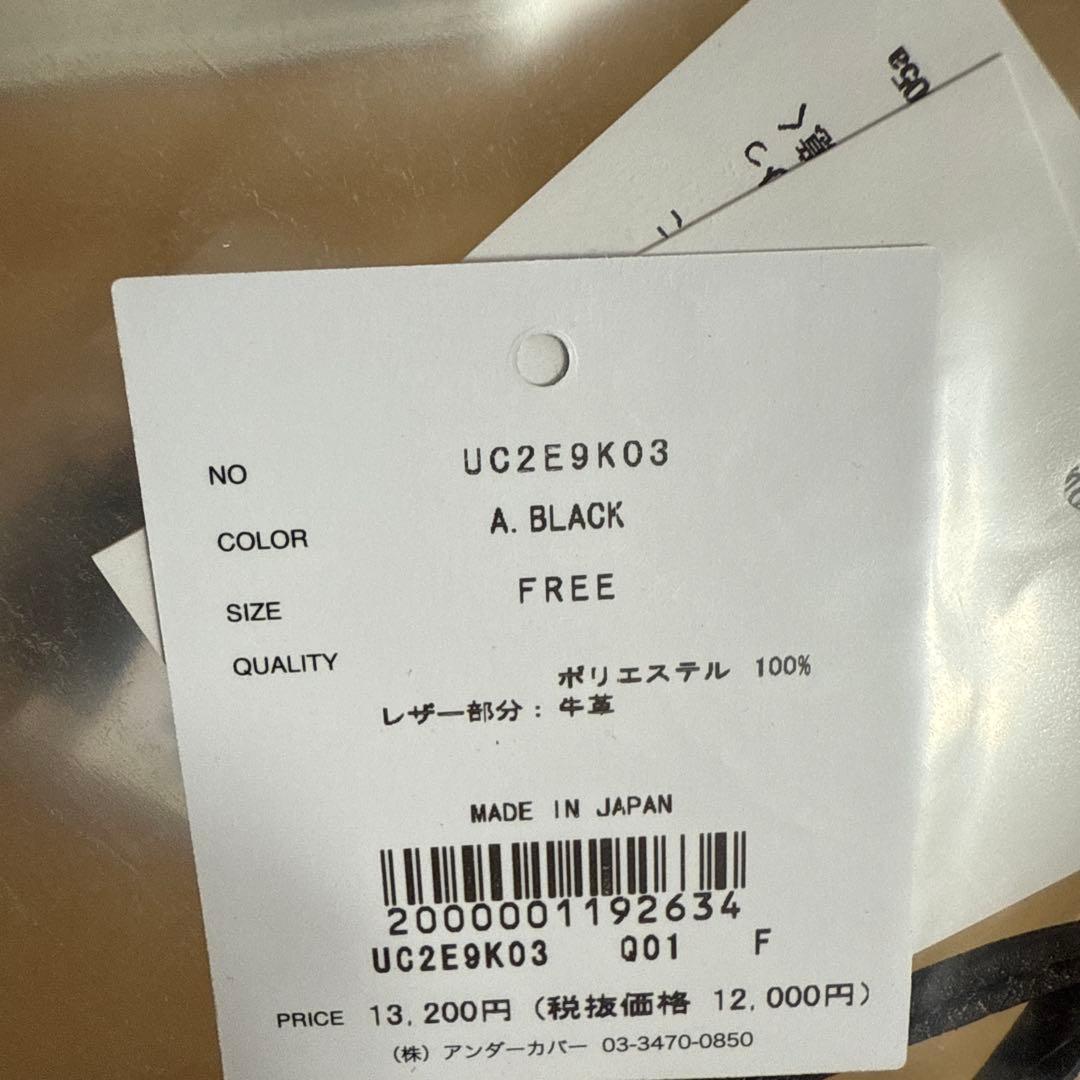 05a
NO UC2E9K03
COLOR A. BLACK
SIZE FREE
QUALITY
ポリエステル 100%
レザー部分 : 牛革
MADE IN JAPAN
2000001192634
UC2E9K03 Q01 F
PRICE 13,200円 (税抜価格 12,000円)
(株) アンダーカバー 03-3470-0850